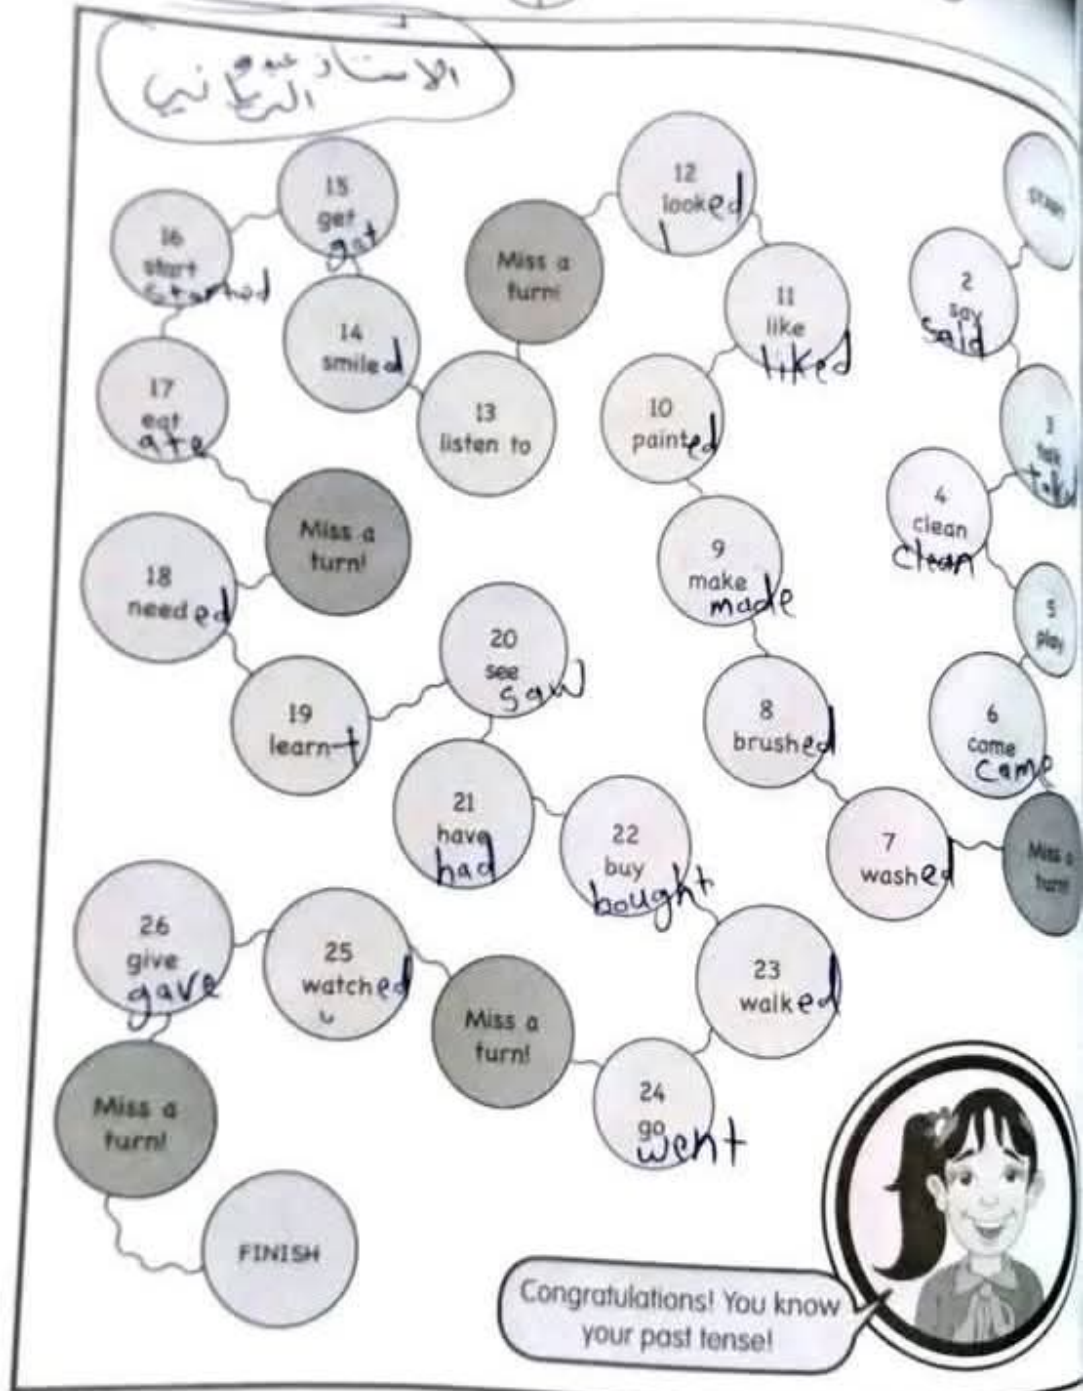 الاستاذ
START
2
say
said
3
talk
4
clean
clean
5
play
6
come
came
Miss a
turn!
7
washed
8
brushed
9
make
made
10
painted
11
like
liked
12
looked
Miss a
turn!
13
listen to
14
smiled
15
get
got
16
start
started
17
eat
ate
Miss a
turn!
18
needed
19
learnt
20
see
saw
21
have
had
22
buy
bought
23
walked
24
go
went
Miss a
turn!
25
watched
26
give
gave
Miss a
turn!
FINISH
Congratulations! You know
your past tense!